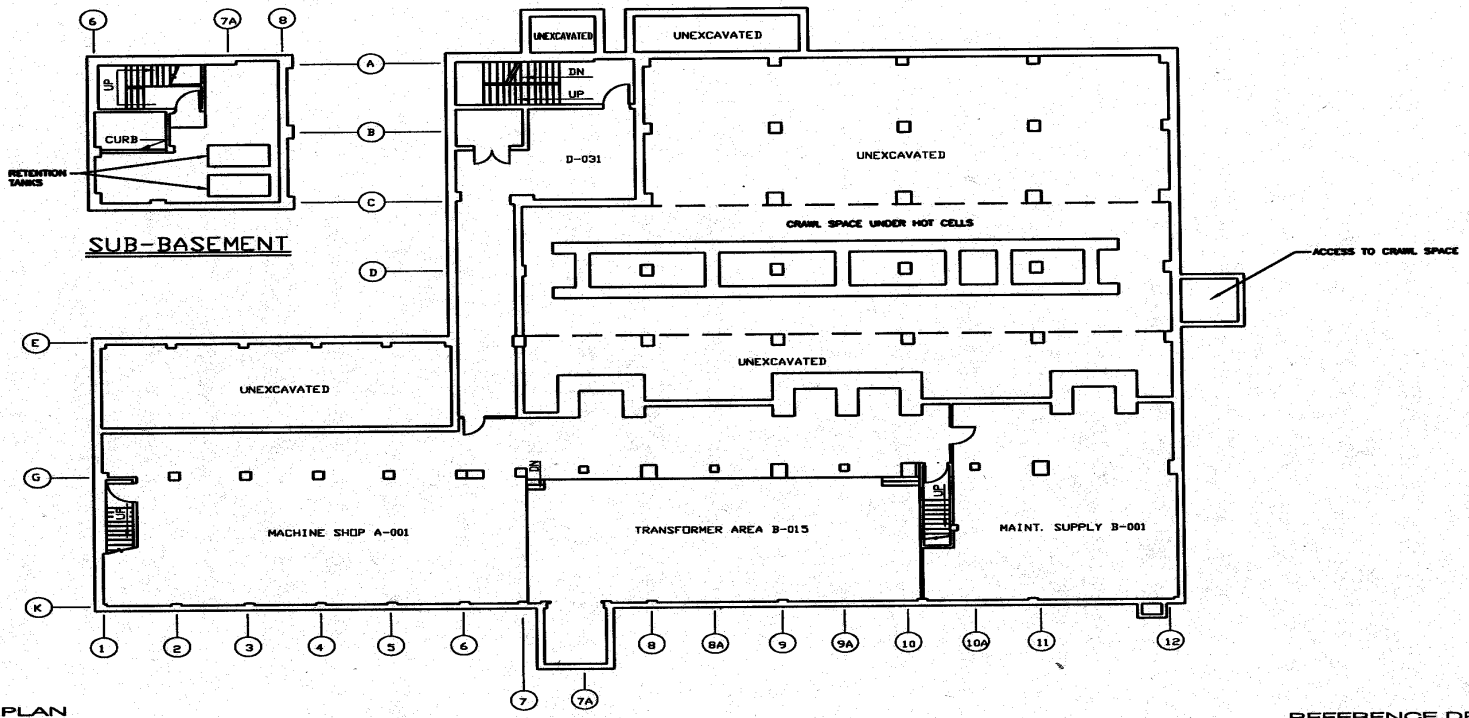 6
7A
8
UP
CURB
RETENTION
TANKS
SUB-BASEMENT
A
B
C
D
E
G
K
UNEXCAVATED
UNEXCAVATED
DN
UP
D-031
UNEXCAVATED
CRAWL SPACE UNDER HOT CELLS
ACCESS TO CRAWL SPACE
UNEXCAVATED
UNEXCAVATED
DN
UP
UP
MACHINE SHOP A-001
TRANSFORMER AREA B-015
MAINT. SUPPLY B-001
1
2
3
4
5
6
7
7A
8
8A
9
9A
10
10A
11
12
PLAN
REFERENCE DR